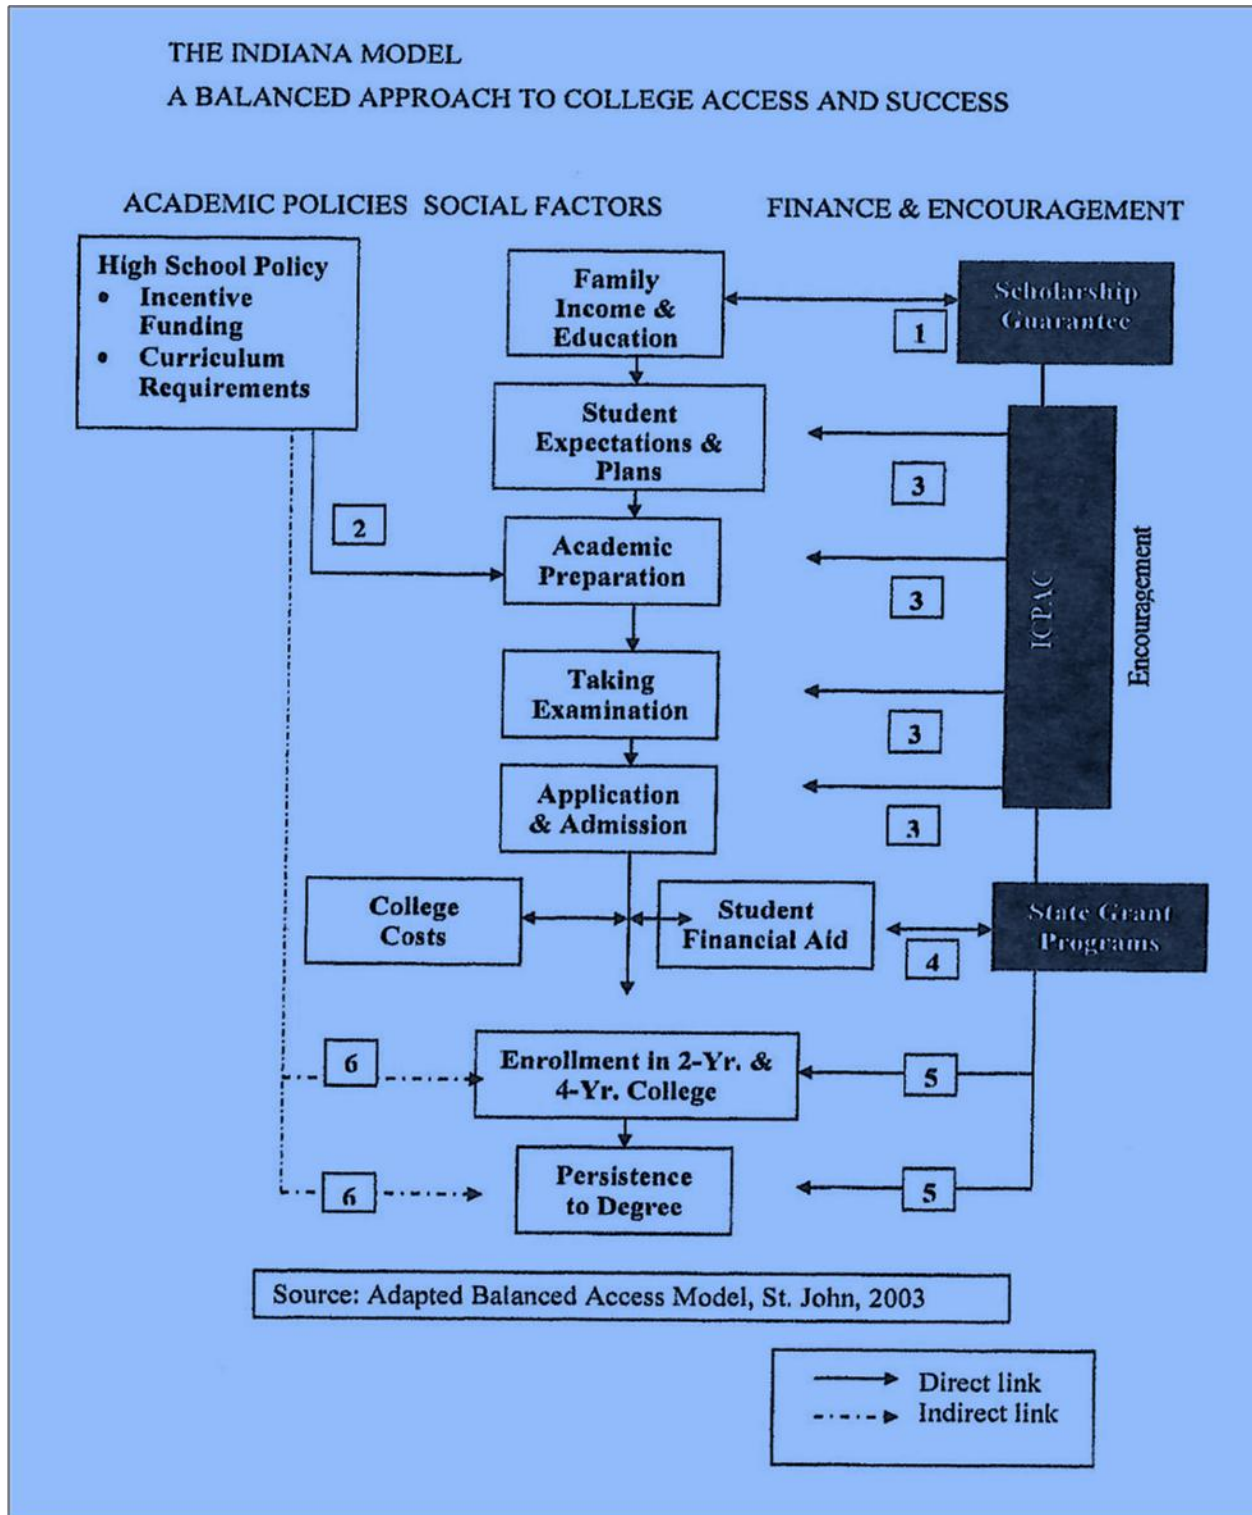 THE INDIANA MODEL
A BALANCED APPROACH TO COLLEGE ACCESS AND SUCCESS
ACADEMIC POLICIES SOCIAL FACTORS
FINANCE & ENCOURAGEMENT
High School Policy
• Incentive
Funding
• Curriculum
Requirements
Family
Income &
Education
1
Scholarship
Guarantee
Student
Expectations &
Plans
3
2
Academic
Preparation
3
ICPAC
Encouragement
Taking
Examination
3
Application
& Admission
3
College
Costs
Student
Financial Aid
4
State Grant
Programs
6
Enrollment in 2-Yr. &
4-Yr. College
5
6
Persistence
to Degree
5
Source: Adapted Balanced Access Model, St. John, 2003
Direct link
Indirect link